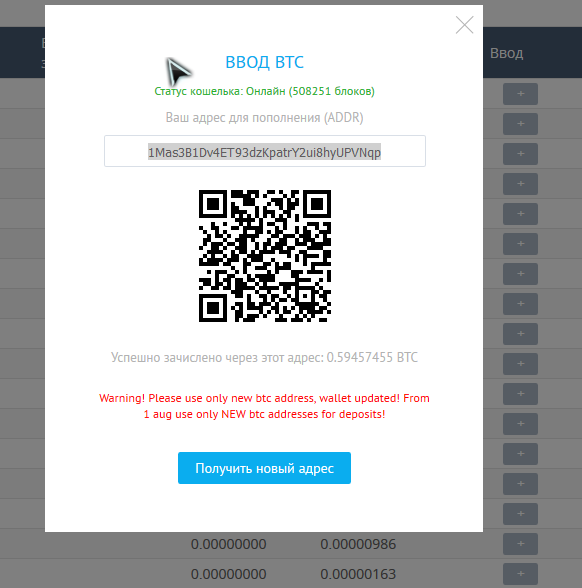 Ввод
ВВОД BTC
Статус кошелька: Онлайн (508251 блоков)
Ваш адрес для пополнения (ADDR)
1Mas3B1Dv4ET93dzKpatrY2ui8hyUPVNqp
Успешно зачислено через этот адрес: 0.59457455 BTC
Warning! Please use only new btc address, wallet updated! From
1 aug use only NEW btc addresses for deposits!
Получить новый адрес
0.00000000 0.00000986
0.00000000 0.00000163